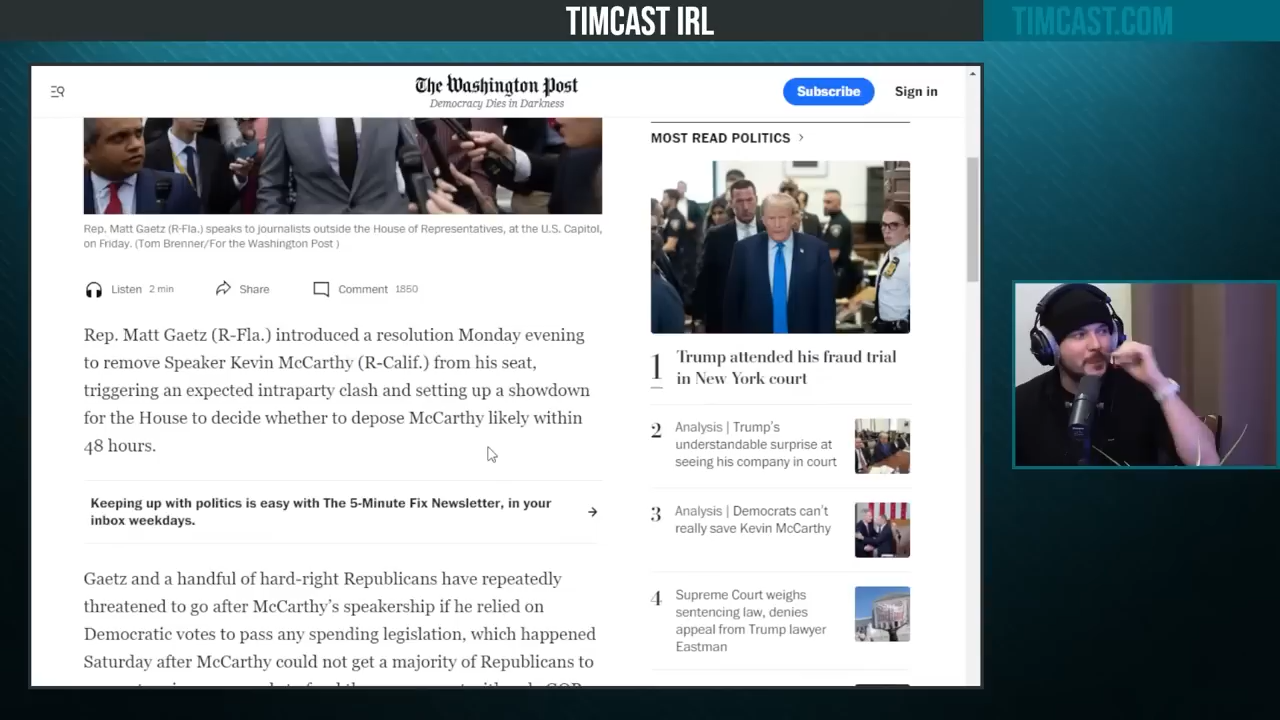 TIMCAST IRL
TIMCAST.COM
The Washington Post
Democracy Dies in Darkness
Subscribe
Sign in
Rep. Matt Gaetz (R-Fla.) speaks to journalists outside the House of Representatives, at the U.S. Capitol,
on Friday. (Tom Brenner/For the Washington Post )
Listen 2 min
Share
Comment 1850
Rep. Matt Gaetz (R-Fla.) introduced a resolution Monday evening
to remove Speaker Kevin McCarthy (R-Calif.) from his seat,
triggering an expected intraparty clash and setting up a showdown
for the House to decide whether to depose McCarthy likely within
48 hours.
Keeping up with politics is easy with The 5-Minute Fix Newsletter, in your
inbox weekdays.
Gaetz and a handful of hard-right Republicans have repeatedly
threatened to go after McCarthy's speakership if he relied on
Democratic votes to pass any spending legislation, which happened
Saturday after McCarthy could not get a majority of Republicans to
MOST READ POLITICS
1 Trump attended his fraud trial
in New York court
2 Analysis | Trump's
understandable surprise at
seeing his company in court
3 Analysis | Democrats can't
really save Kevin McCarthy
4 Supreme Court weighs
sentencing law, denies
appeal from Trump lawyer
Eastman